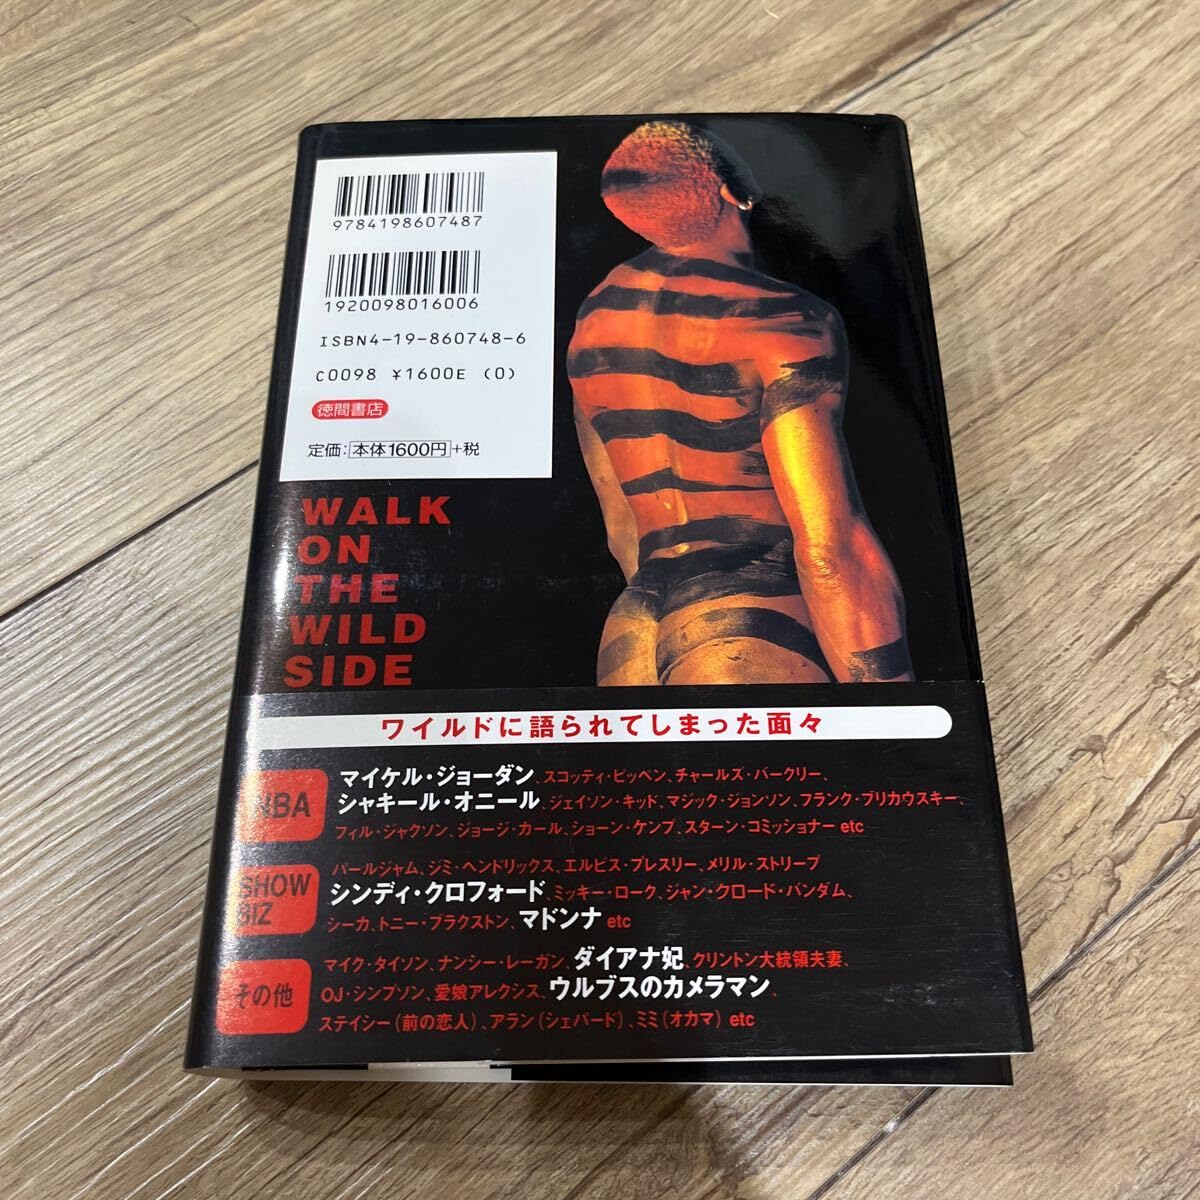 9784198607487
1920098016006
ISBN4-19-860748-6
C0098 ¥1600E (0)
徳間書店
定価:本体1600円+税
WALK
ON
THE
WILD
SIDE
ワイルドに語られてしまった面々
NBA
マイケル・ジョーダン、スコッティ・ピッペン、チャールズ・バークリー、
シャキール・オニール、ジェイソン・キッド、マジック・ジョンソン、フランク・ブリカウスキー、
フィル・ジャクソン、ジョージ・カール、ショーン・ケンプ、スターン・コミッショナー etc
SHOW
BIZ
パールジャム、ジミ・ヘンドリックス、エルビス・プレスリー、メリル・ストリープ
シンディ・クロフォード、ミッキー・ローク、ジャン・クロード・バンダム、
シーカ、トニー・ブラクストン、マドンナ etc
その他
マイク・タイソン、ナンシー・レーガン、ダイアナ妃、クリントン大統領夫妻、
OJ・シンプソン、愛娘アレクシス、ウルブスのカメラマン、
ステイシー(前の恋人)、アラン(シェパード)、ミミ(オカマ) etc